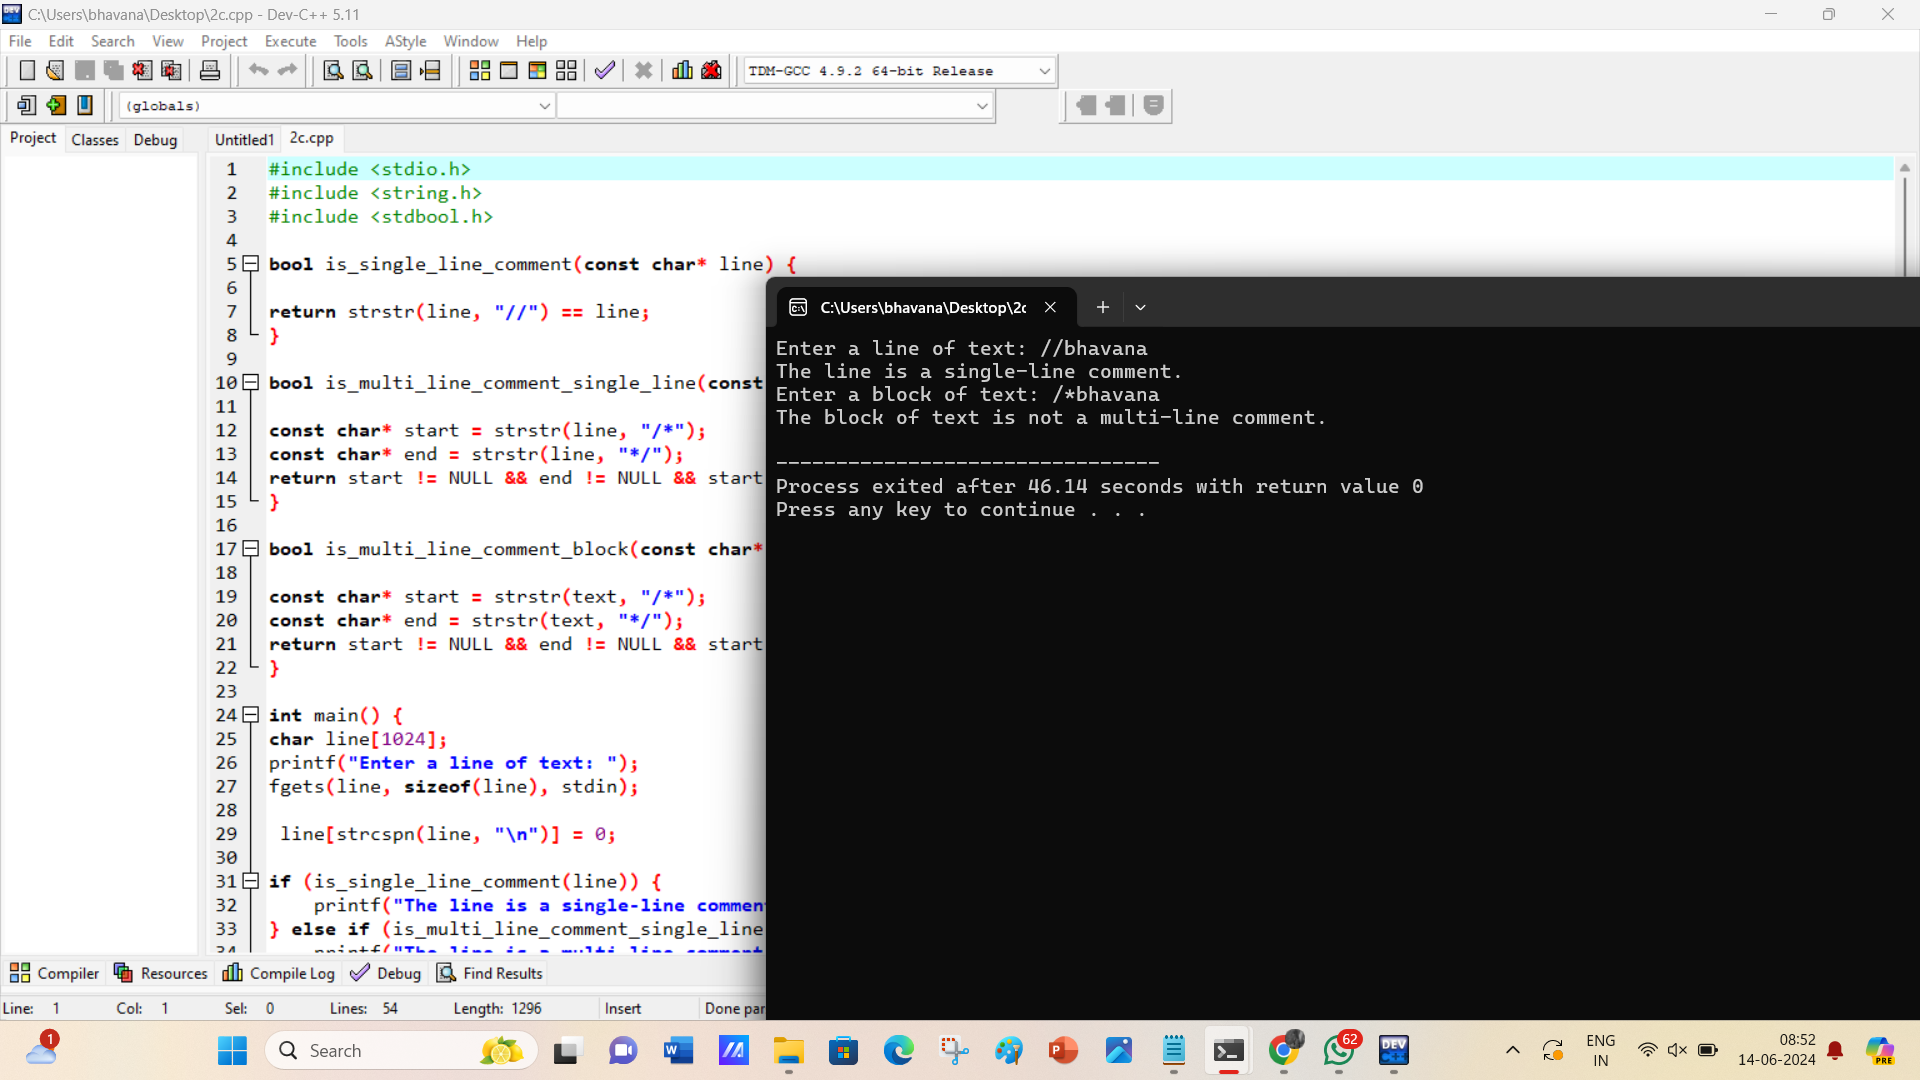 C:\Users\bhavana\Desktop\2c.cpp - Dev-C++ 5.11
File Edit Search View Project Execute Tools AStyle Window Help
TDM-GCC 4.9.2 64-bit Release
(globals)
Project Classes Debug Untitled1 2c.cpp
1 #include <stdio.h>
2 #include <string.h>
3 #include <stdbool.h>
4
5 bool is_single_line_comment(const char* line) {
6
7 return strstr(line, "//") == line;
8 }
9
10 bool is_multi_line_comment_single_line(const
11
12 const char* start = strstr(line, "/*");
13 const char* end = strstr(line, "*/");
14 return start != NULL && end != NULL && start
15 }
16
17 bool is_multi_line_comment_block(const char*
18
19 const char* start = strstr(text, "/*");
20 const char* end = strstr(text, "*/");
21 return start != NULL && end != NULL && start
22 }
23
24 int main() {
25 char line[1024];
26 printf("Enter a line of text: ");
27 fgets(line, sizeof(line), stdin);
28
29 line[strcspn(line, "\n")] = 0;
30
31 if (is_single_line_comment(line)) {
32 printf("The line is a single-line commen
33 } else if (is_multi_line_comment_single_line
34 printf("The line is a multi-line comment
C:\Users\bhavana\Desktop\2c
Enter a line of text: //bhavana
The line is a single-line comment.
Enter a block of text: /*bhavana
The block of text is not a multi-line comment.
--------------------------------
Process exited after 46.14 seconds with return value 0
Press any key to continue . . .
Compiler Resources Compile Log Debug Find Results
Line: 1 Col: 1 Sel: 0 Lines: 54 Length: 1296 Insert Done par
1
Search
62
DEV
ENG
IN
08:52
14-06-2024
PRE